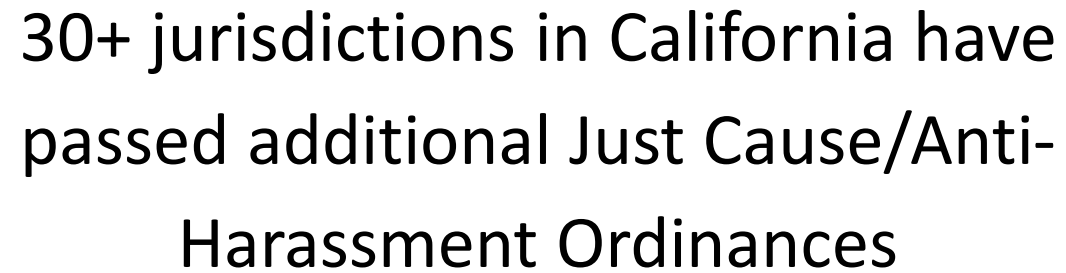 30+ jurisdictions in California have
passed additional Just Cause/Anti-
Harassment Ordinances